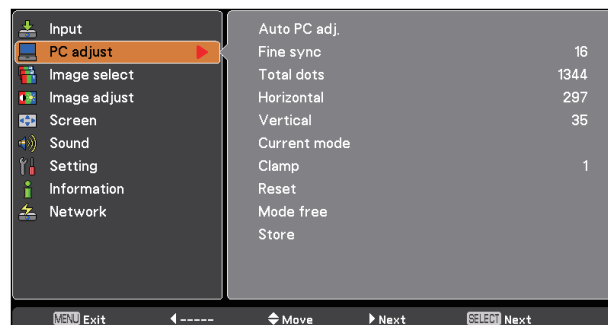 Input
PC adjust
Image select
Image adjust
Screen
Sound
Setting
Information
Network
Auto PC adj.
Fine sync 16
Total dots 1344
Horizontal 297
Vertical 35
Current mode
Clamp 1
Reset
Mode free
Store
MENU Exit ----- Move Next SELECT Next